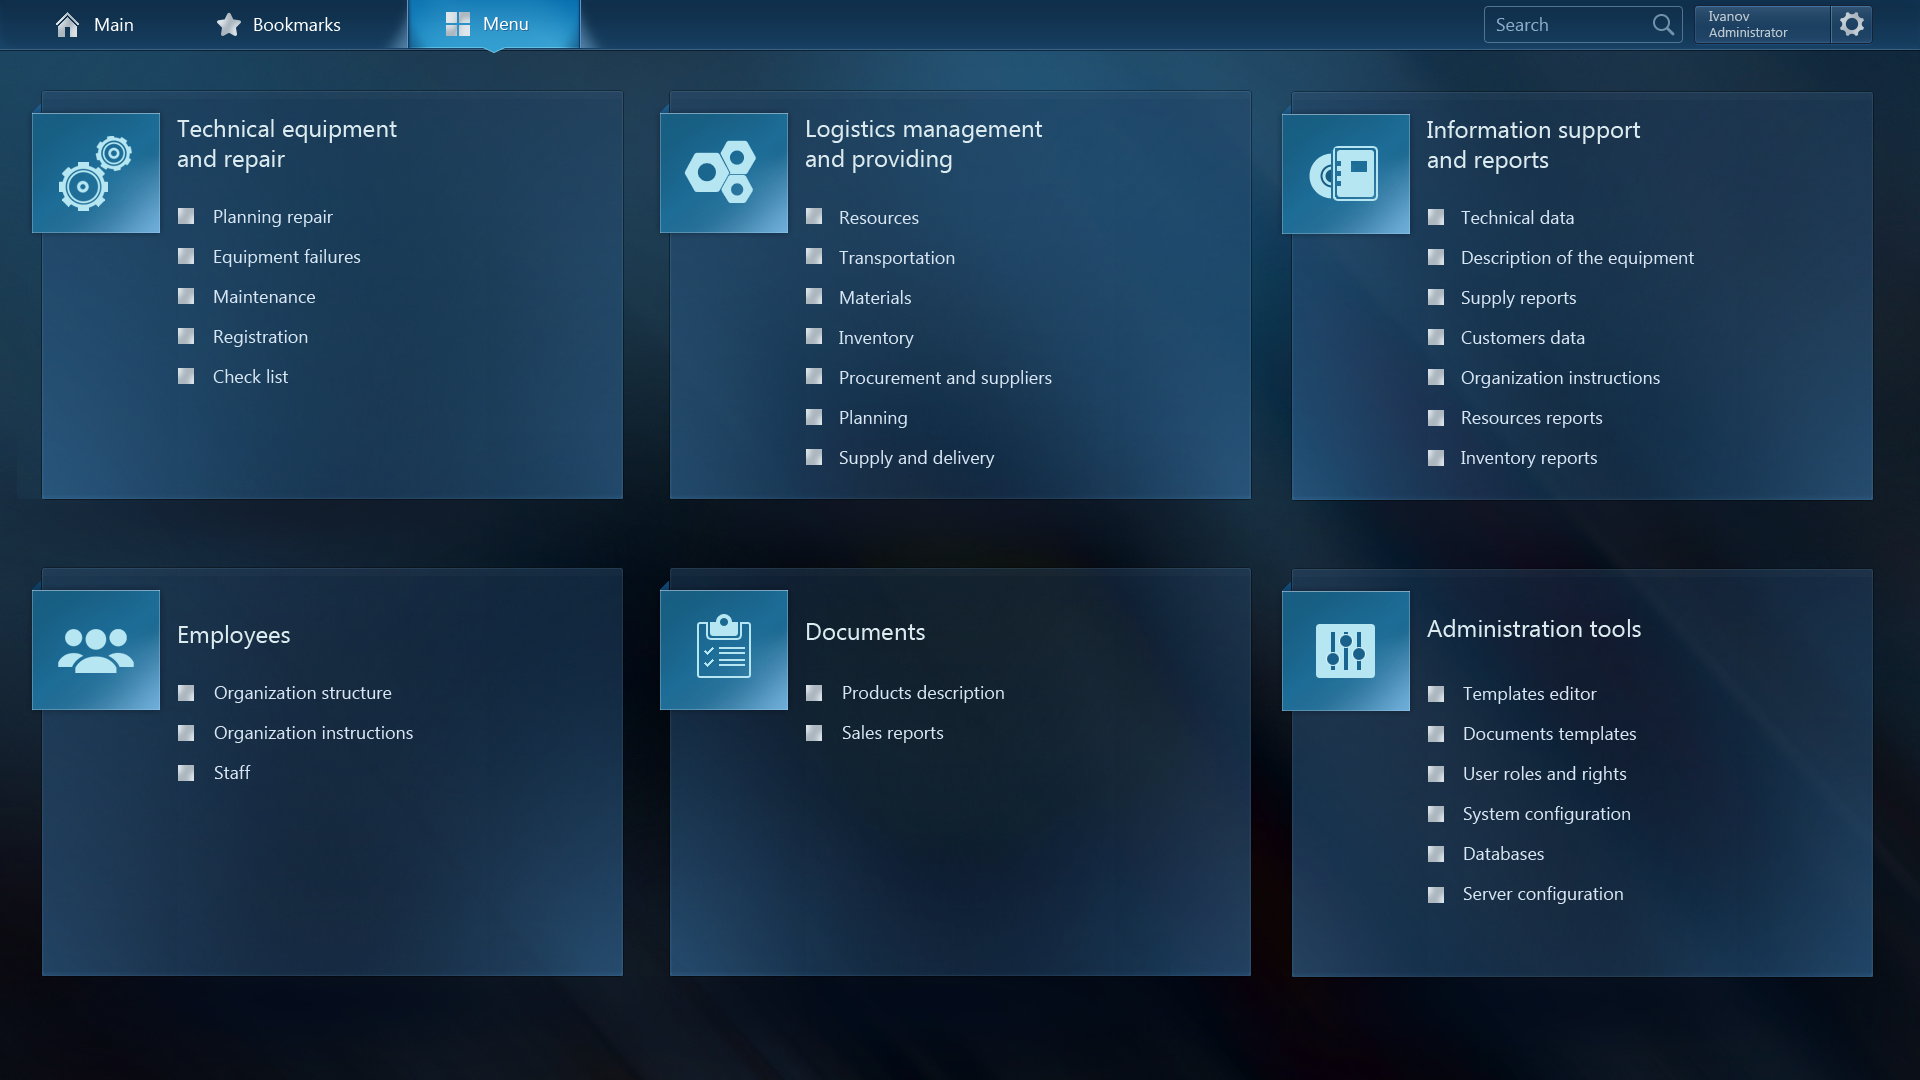 Main
Bookmarks
Menu
Search
Ivanov
Administrator
Technical equipment
and repair
Planning repair
Equipment failures
Maintenance
Registration
Check list
Logistics management
and providing
Resources
Transportation
Materials
Inventory
Procurement and suppliers
Planning
Supply and delivery
Information support
and reports
Technical data
Description of the equipment
Supply reports
Customers data
Organization instructions
Resources reports
Inventory reports
Employees
Organization structure
Organization instructions
Staff
Documents
Products description
Sales reports
Administration tools
Templates editor
Documents templates
User roles and rights
System configuration
Databases
Server configuration